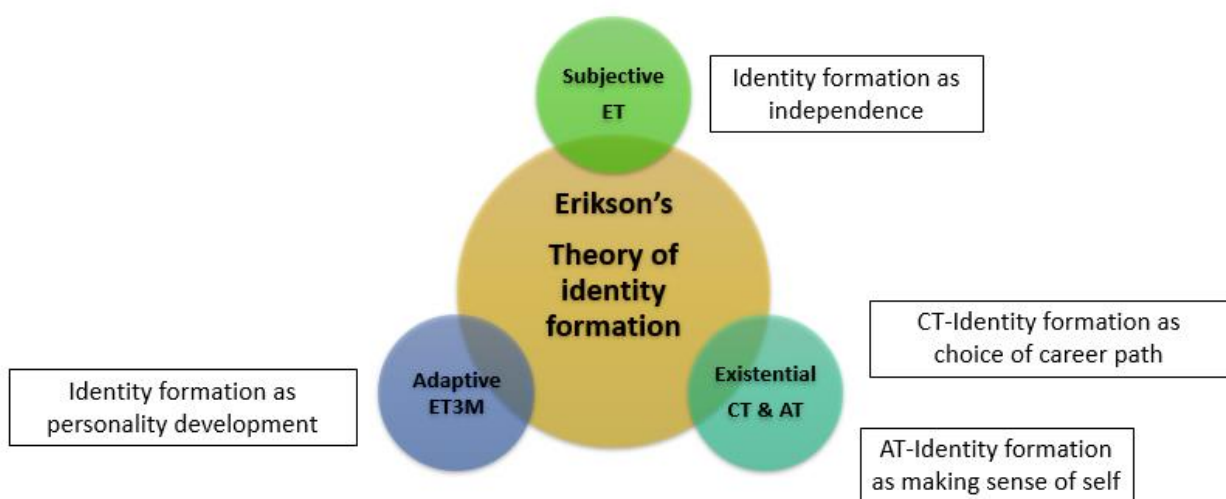 Subjective
ET
Identity formation as
independence
Erikson's
Theory of
identity
formation
CT-Identity formation as
choice of career path
Adaptive
ET3M
Existential
CT & AT
Identity formation as
personality development
AT-Identity formation
as making sense of self